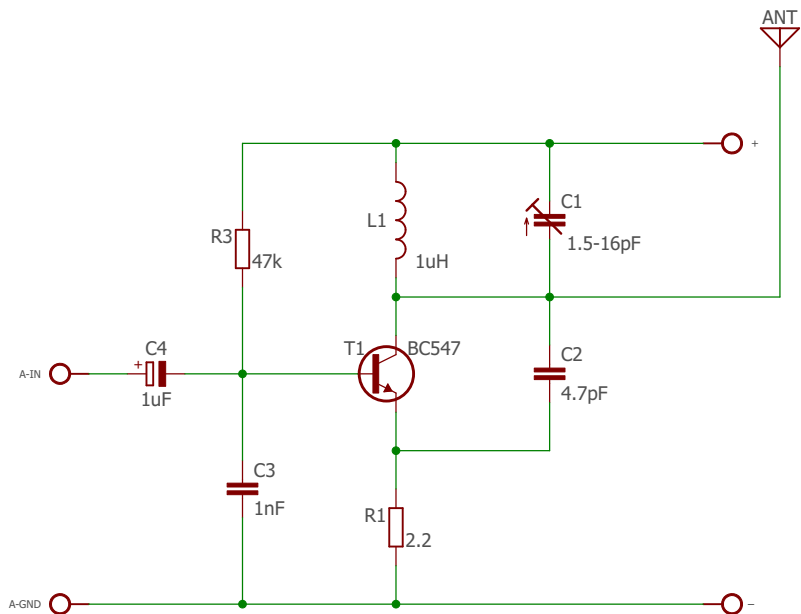 ANT
+
C1
R3
L1
47k
1uH
1.5-16pF
C4
T1
BC547
+
C2
A-IN
1uF
4.7pF
C3
1nF
R1
2.2
A-GND
−